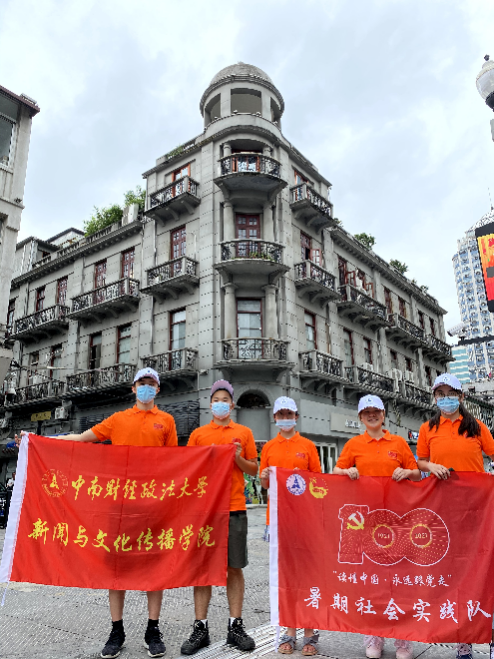 中南财经政法大学
新闻与文化传播学院
1921
2021
“读懂中国·永远跟党走”
暑期社会实践队